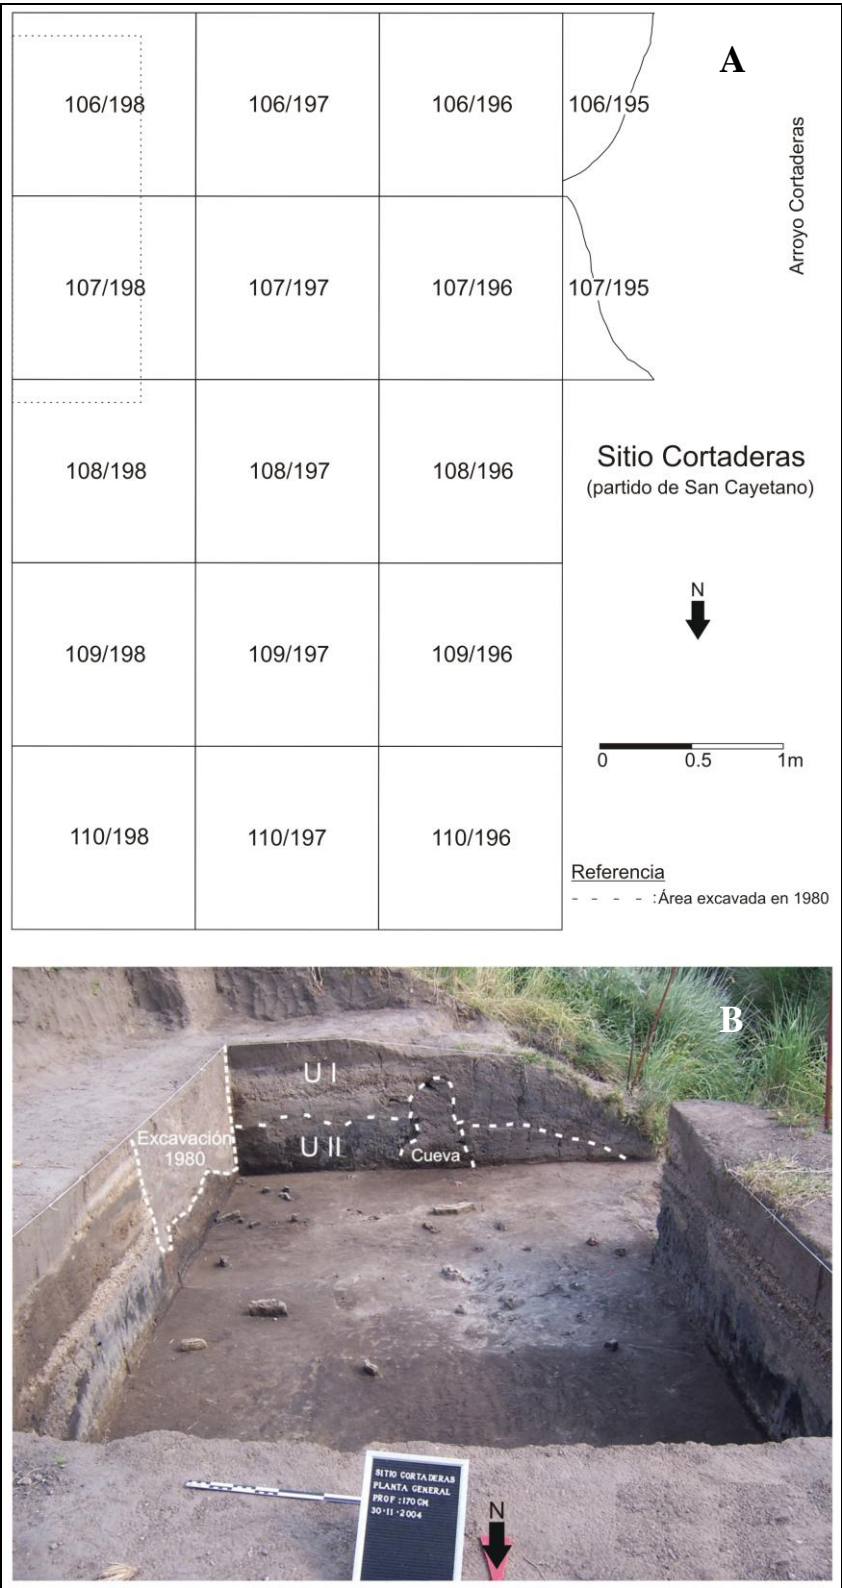 A
106/198 106/197 106/196 106/195
Arroyo Cortaderas
107/198 107/197 107/196 107/195
108/198 108/197 108/196
Sitio Cortaderas
(partido de San Cayetano)
N
109/198 109/197 109/196
0 0.5 1m
110/198 110/197 110/196
Referencia
- - - - :Área excavada en 1980
B
U I
Excavación
1980
U II
Cueva
SITIO CORTADERAS
PLANTA GENERAL
PROF : 170 CM
30-11-2004
N